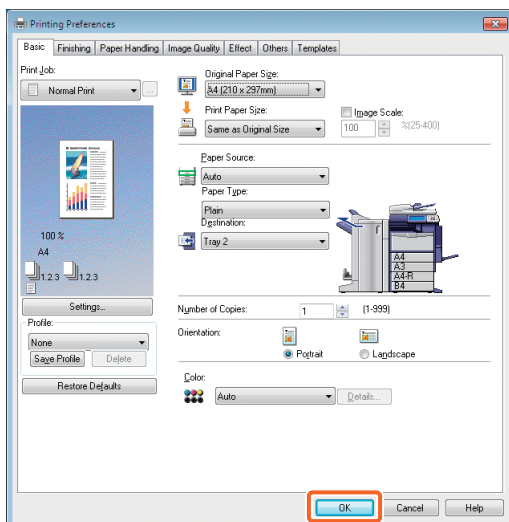 Printing Preferences
Basic Finishing Paper Handling Image Quality Effect Others Templates
Print Job:
Normal Print
...
100 %
A4
1.2.3 1.2.3
Settings...
Profile:
None
Save Profile Delete
Restore Defaults
Original Paper Size:
A4 (210 x 297mm)
Print Paper Size:
Same as Original Size
Image Scale:
100 %(25-400)
Paper Source:
Auto
Paper Type:
Plain
Destination:
Tray 2
A4
A3
A4-R
B4
Number of Copies: 1 (1-999)
Orientation:
Portrait Landscape
Color:
Auto Details...
OK Cancel Help